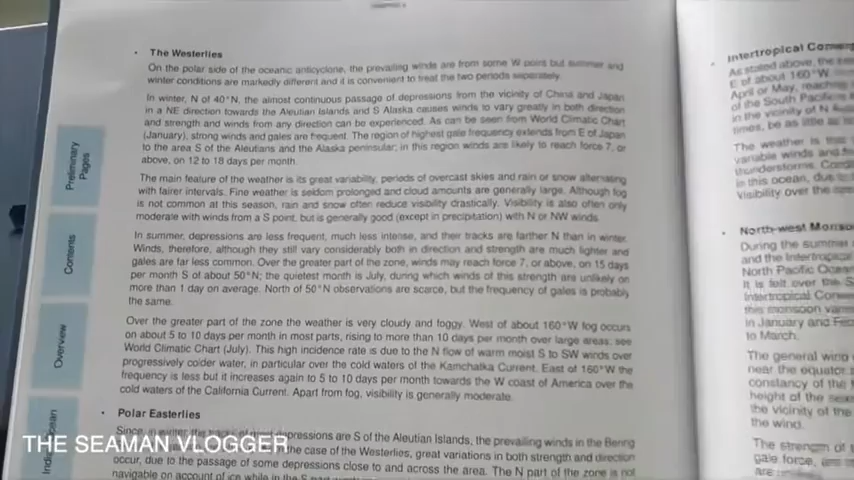 • The Westerlies
On the polar side of the oceanic anticyclone, the prevailing winds are from some W point but summer and
winter conditions are markedly different and it is convenient to treat the two periods separately.
In winter, N of 40°N, the almost continuous passage of depressions from the vicinity of China and Japan
in a NE direction towards the Aleutian Islands and S Alaska causes winds to vary greatly in both direction
and strength and winds from any direction can be experienced. As can be seen from World Climatic Chart
(January), strong winds and gales are frequent. The region of highest gale frequency extends from E of Japan
to the area S of the Aleutians and the Alaska peninsular; in this region winds are likely to reach force 7, or
above, on 12 to 18 days per month.
The main feature of the weather is its great variability, periods of overcast skies and rain or snow alternating
with fairer intervals. Fine weather is seldom prolonged and cloud amounts are generally large. Although fog
is not common at this season, rain and snow often reduce visibility drastically. Visibility is also often only
moderate with winds from a S point, but is generally good (except in precipitation) with N or NW winds.
In summer, depressions are less frequent, much less intense, and their tracks are farther N than in winter.
Winds, therefore, although they still vary considerably both in direction and strength are much lighter and
gales are far less common. Over the greater part of the zone, winds may reach force 7, or above, on 15 days
per month S of about 50°N; the quietest month is July, during which winds of this strength are unlikely on
more than 1 day on average. North of 50°N observations are scarce, but the frequency of gales is probably
the same.
Over the greater part of the zone the weather is very cloudy and foggy. West of about 160°W fog occurs
on about 5 to 10 days per month in most parts, rising to more than 10 days per month over large areas, see
World Climatic Chart (July). This high incidence rate is due to the N flow of warm moist S to SW winds over
progressively colder water, in particular over the cold waters of the Kamchatka Current. East of 160°W the
frequency is less but it increases again to 5 to 10 days per month towards the W coast of America over the
cold waters of the California Current. Apart from fog, visibility is generally moderate.
• Polar Easterlies
Since, in winter, the tracks of most depressions are S of the Aleutian Islands, the prevailing winds in the Bering
the case of the Westerlies, great variations in both strength and direction
occur, due to the passage of some depressions close to and across the area. The N part of the zone is not
navigable on account of ice while in the S part
Preliminary
Pages
Contents
Overview
Indian Ocean
THE SEAMAN VLOGGER
• Intertropical
As stated above, the
E of about 160°W
April or May, reaching
of the South Pacific
in the vicinity of N
times, be as little as
The weather is
variable winds and
thunderstorms
in this ocean, due
Visibility over the
• North-west
During the summer
and the Intertropical
North Pacific Ocean
It is felt over the S
Intertropical
this monsoon
in January and
to March.
The general wind
near the equator
constancy of the
height of the
the vicinity of the
the wind.
The strength of
gale force,
are